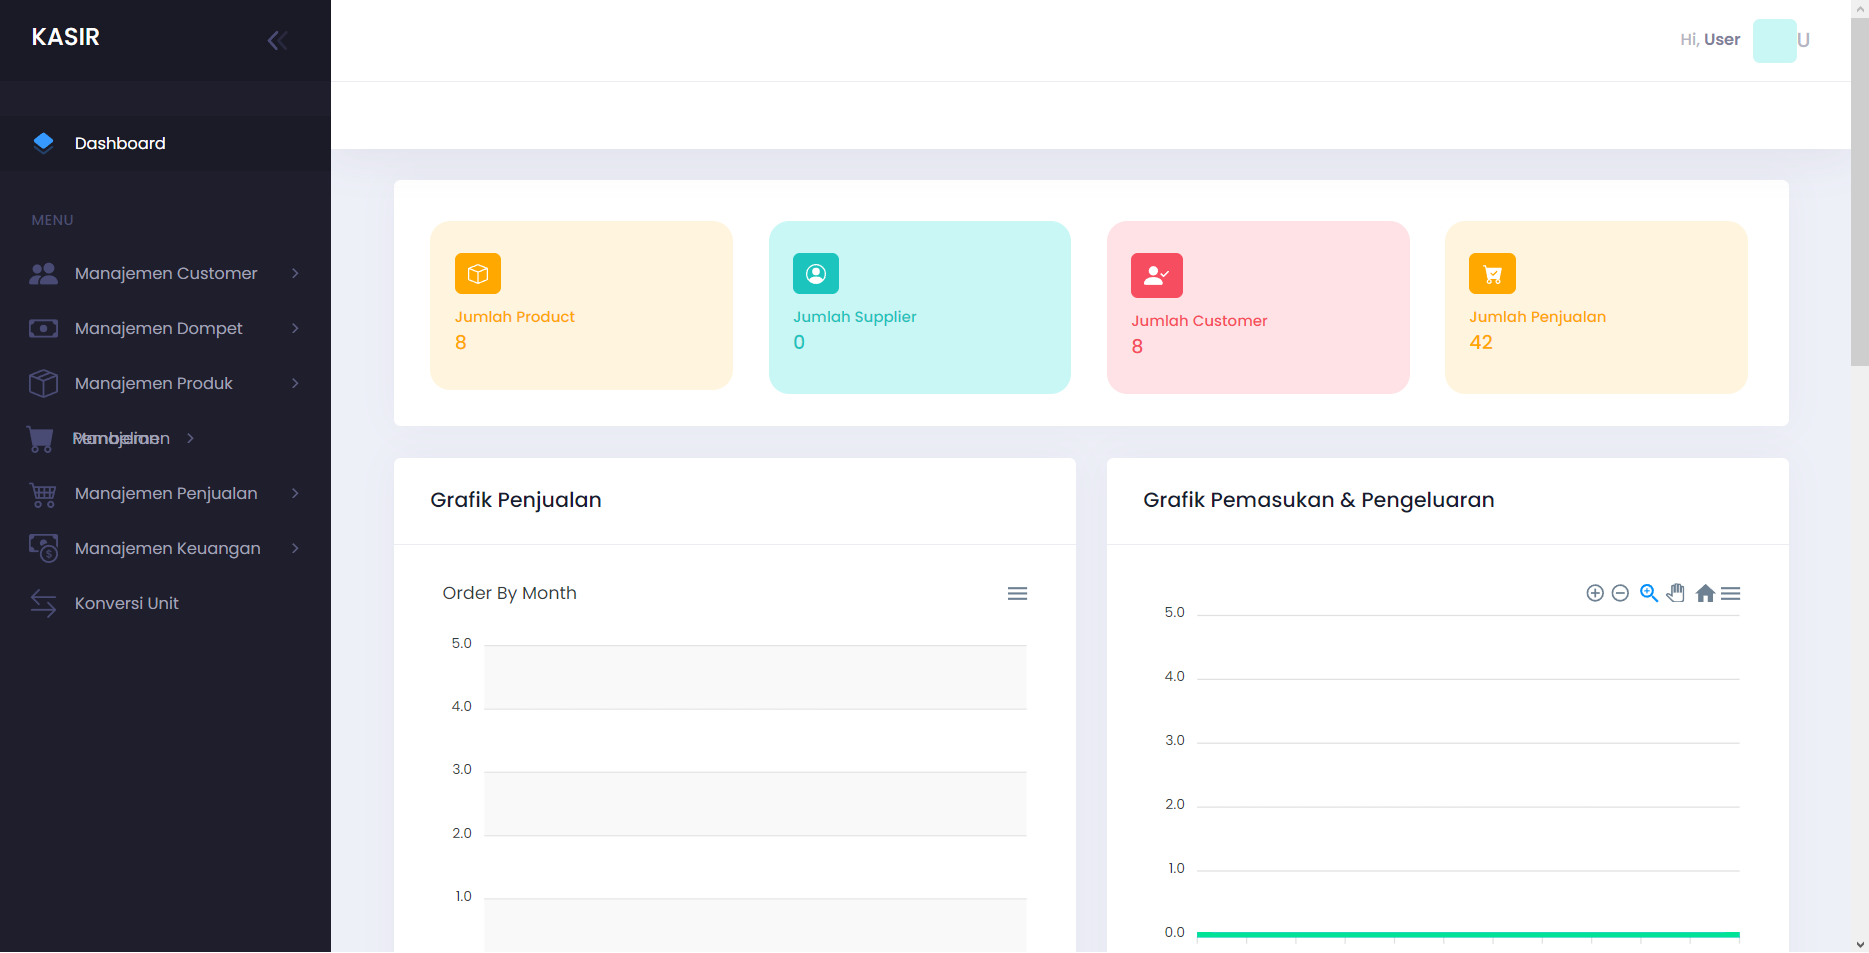 KASIR
Hi, User
U
Dashboard
MENU
Manajemen Customer
Manajemen Dompet
Manajemen Produk
Manajemen
Pembelian
Manajemen Penjualan
Manajemen Keuangan
Konversi Unit
Jumlah Product
8
Jumlah Supplier
0
Jumlah Customer
8
Jumlah Penjualan
42
Grafik Penjualan
Order By Month
5.0
4.0
3.0
2.0
1.0
Grafik Pemasukan & Pengeluaran
5.0
4.0
3.0
2.0
1.0
0.0